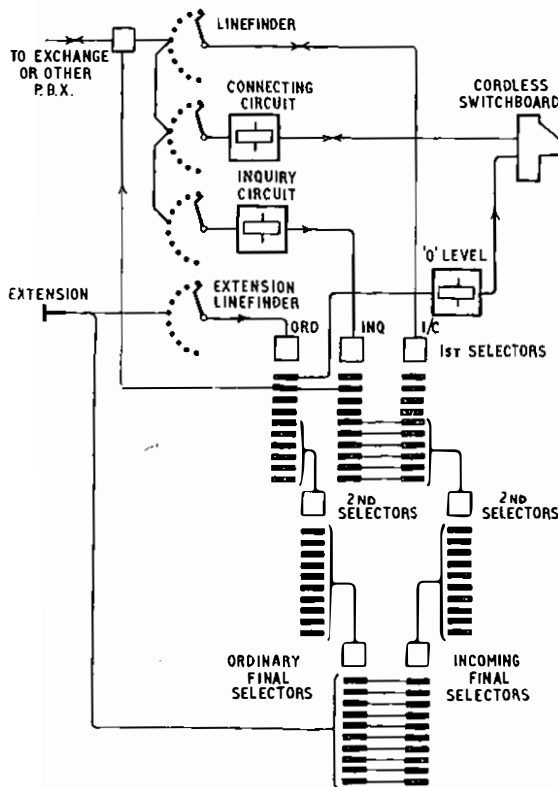 LINEFINDER
TO EXCHANGE
OR OTHER
P.B.X.
CONNECTING
CIRCUIT
CORDLESS
SWITCHBOARD
INQUIRY
CIRCUIT
'O' LEVEL
EXTENSION
EXTENSION
LINEFINDER
ORD
INQ
I/C
1ST SELECTORS
2ND
SELECTORS
2ND
SELECTORS
ORDINARY
FINAL
SELECTORS
INCOMING
FINAL
SELECTORS